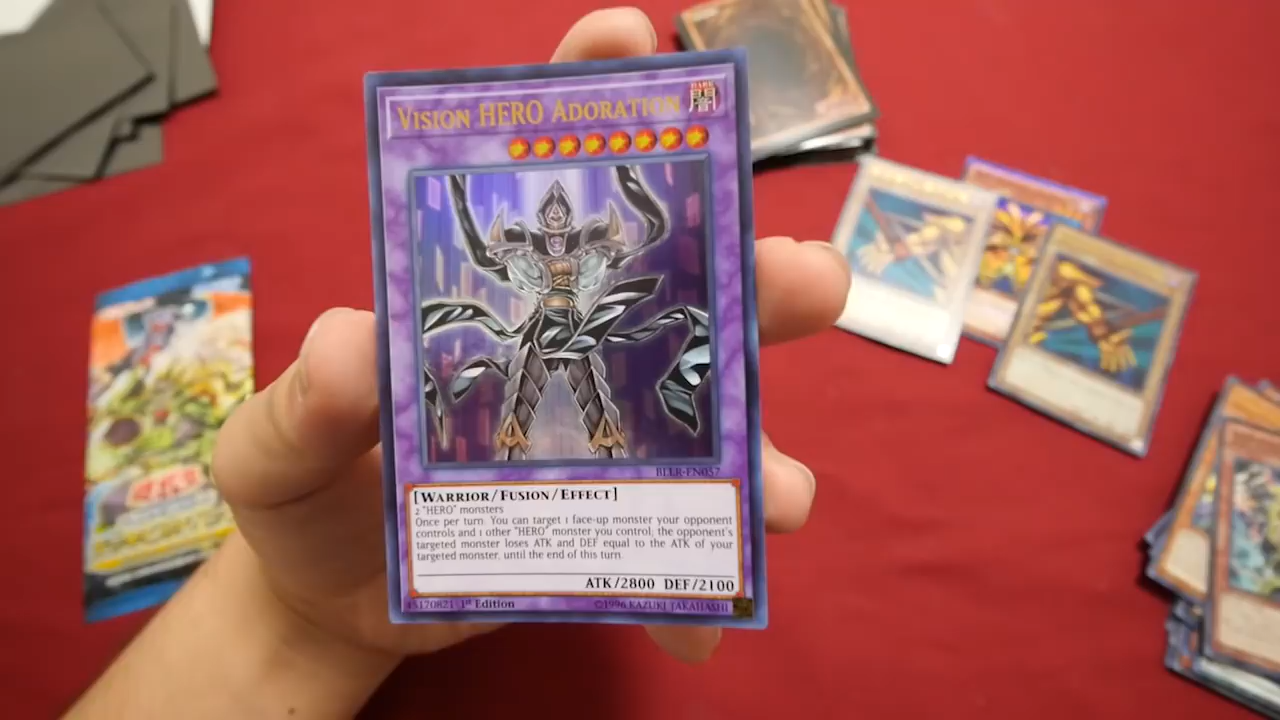 VISION HERO ADORATION
DARK
闇
BLLR-EN057
[WARRIOR/FUSION/EFFECT]
2 "HERO" monsters
Once per turn: You can target 1 face-up monster your opponent
controls and 1 other "HERO" monster you control; the opponent's
targeted monster loses ATK and DEF equal to the ATK of your
targeted monster, until the end of this turn.
ATK/2800 DEF/2100
45170821 1st Edition
©1996 KAZUKI TAKAHASHI